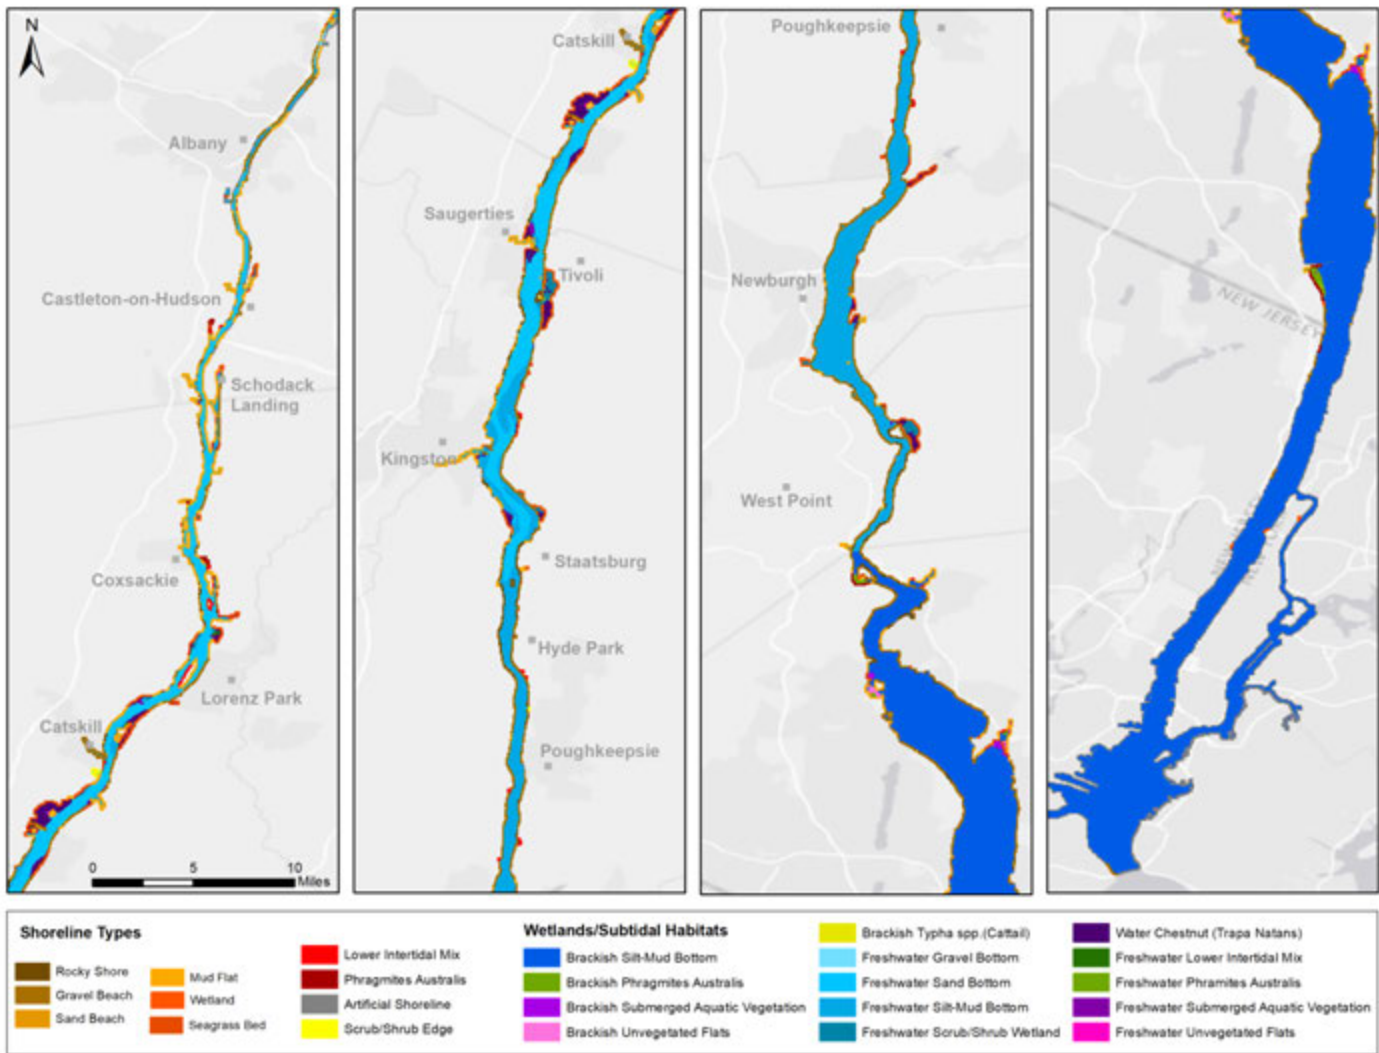 N
Albany
Castleton-on-Hudson
Schodack
Landing
Coxsackie
Lorenz Park
Catskill
0 5 10
Miles
Catskill
Saugerties
Tivoli
Kingston
Staatsburg
Hyde Park
Poughkeepsie
Poughkeepsie
Newburgh
West Point
NEW JERSEY
Shoreline Types
Rocky Shore
Gravel Beach
Sand Beach
Mud Flat
Wetland
Seagrass Bed
Lower Intertidal Mix
Phragmites Australis
Artificial Shoreline
Scrub/Shrub Edge
Wetlands/Subtidal Habitats
Brackish Silt-Mud Bottom
Brackish Phragmites Australis
Brackish Submerged Aquatic Vegetation
Brackish Unvegetated Flats
Brackish Typha spp.(Cattail)
Freshwater Gravel Bottom
Freshwater Sand Bottom
Freshwater Silt-Mud Bottom
Freshwater Scrub/Shrub Wetland
Water Chestnut (Trapa Natans)
Freshwater Lower Intertidal Mix
Freshwater Phramites Australis
Freshwater Submerged Aquatic Vegetation
Freshwater Unvegetated Flats